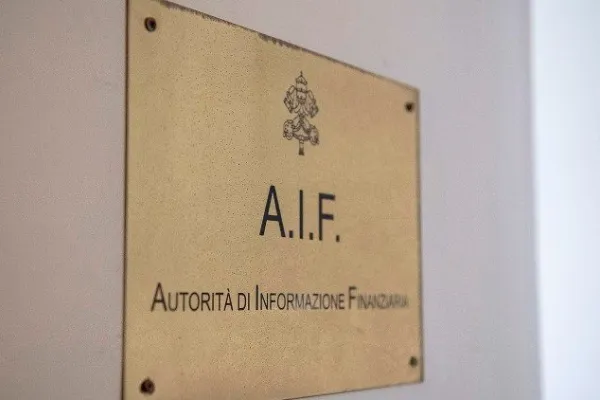 A.I.F.
AUTORITÀ DI INFORMAZIONE FINANZIARIA